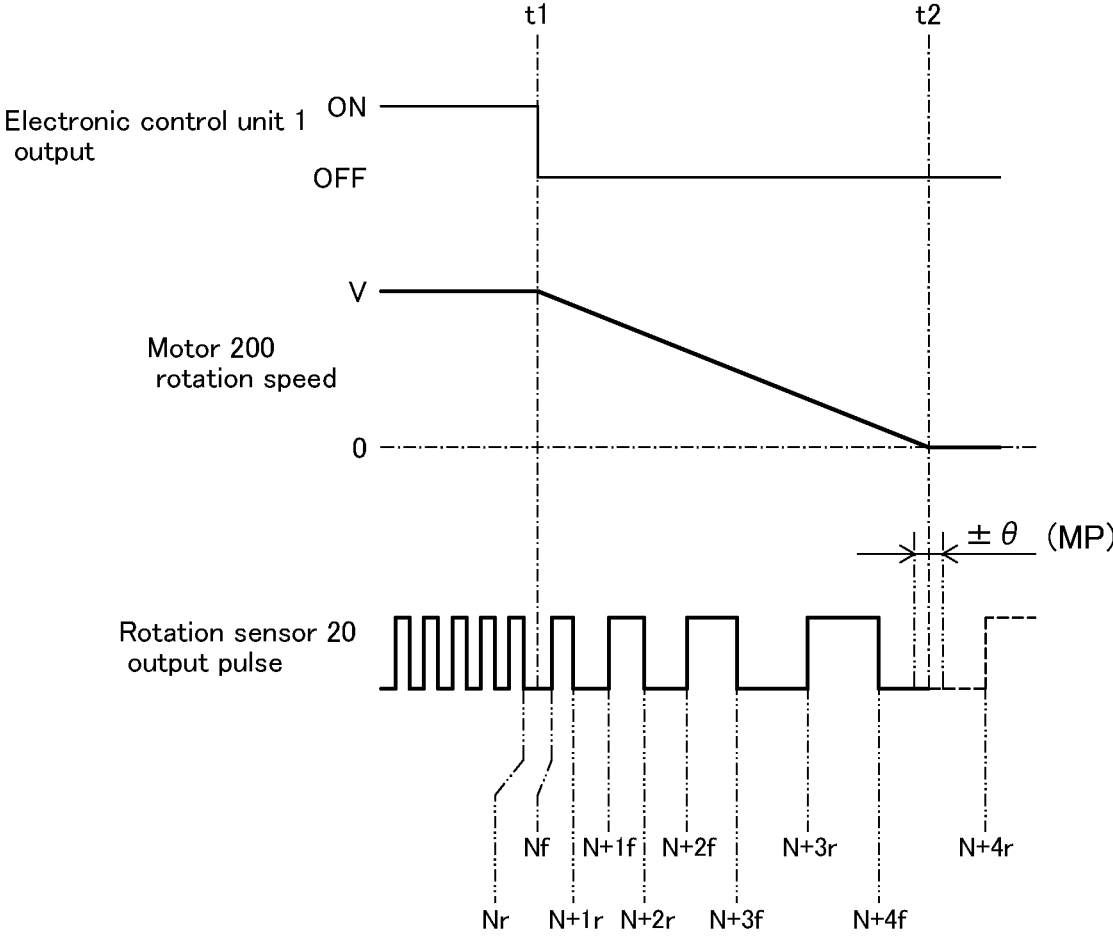 t1
t2
Electronic control unit 1
output
ON
OFF
V
Motor 200
rotation speed
0
±θ (MP)
Rotation sensor 20
output pulse
Nf
N+1f
N+2f
N+3r
N+4r
Nr
N+1r
N+2r
N+3f
N+4f